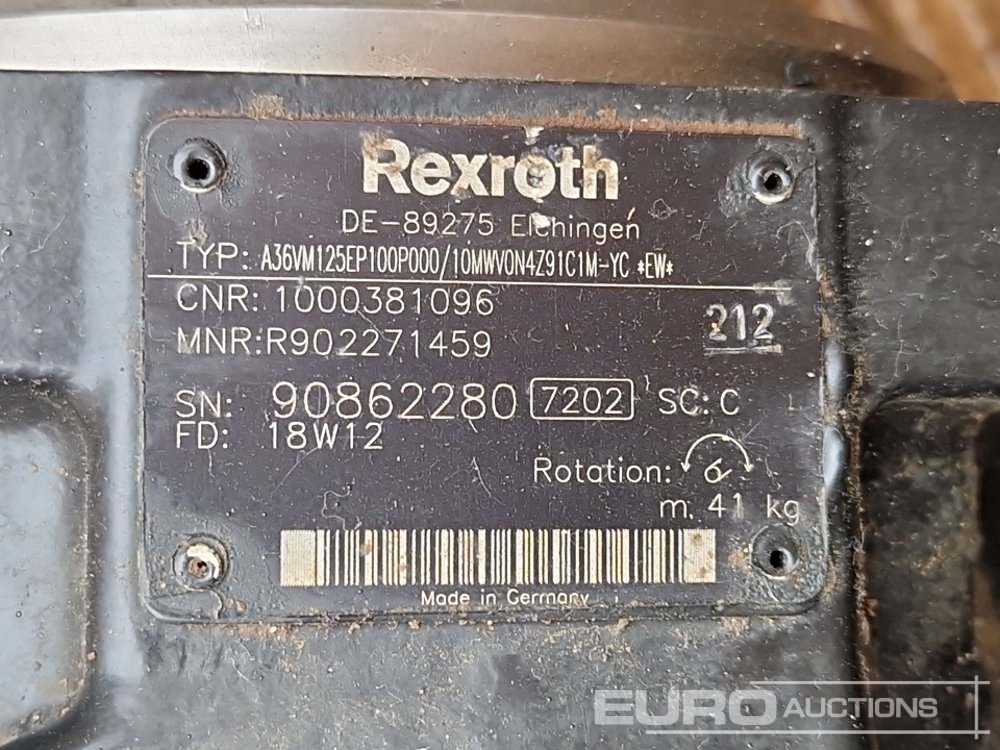 Rexroth
DE-89275 Elchingen
TYP: A36VM125EP100P000/10MWV0N4Z91C1M-YC *EW*
CNR: 1000381096
212
MNR:R902271459
SN: 90862280 7202 SC: C
FD: 18W12
Rotation:
m. 41 kg
Made in Germany
EURO AUCTIONS